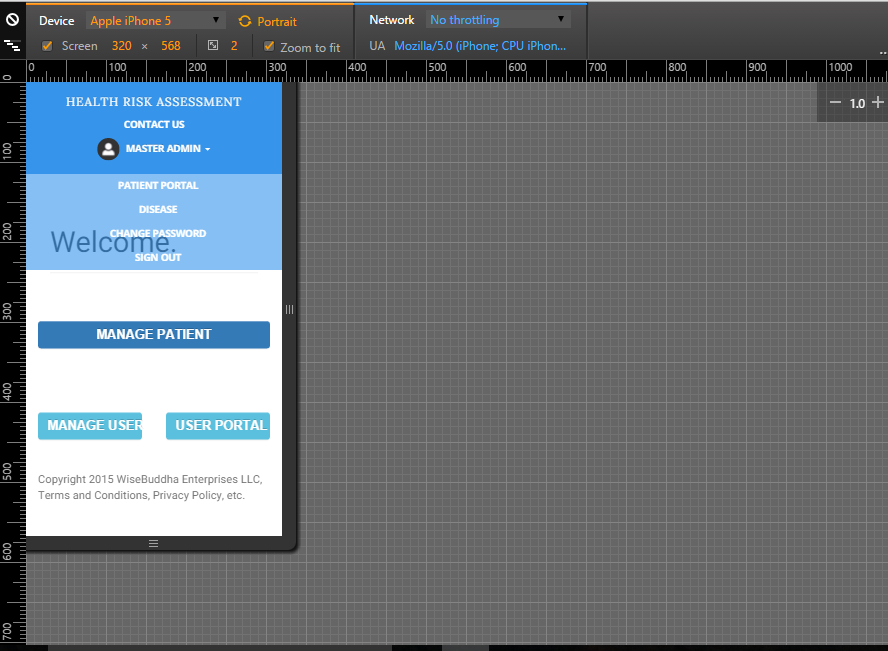 Device Apple iPhone 5 Portrait Network No throttling
Screen 320 × 568 2 Zoom to fit UA Mozilla/5.0 (iPhone; CPU iPhon...
0 100 200 300 400 500 600 700 800 900 1000
0
100
200
300
400
500
600
700
1.0
HEALTH RISK ASSESSMENT
CONTACT US
MASTER ADMIN
PATIENT PORTAL
DISEASE
CHANGE PASSWORD
Welcome.
SIGN OUT
MANAGE PATIENT
MANAGE USER USER PORTAL
Copyright 2015 WiseBuddha Enterprises LLC,
Terms and Conditions, Privacy Policy, etc.